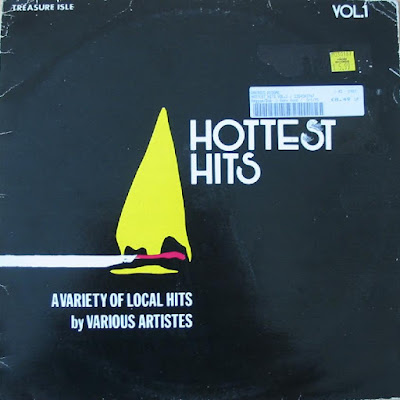 TREASURE ISLE
VOL.1
HOTTEST
HITS
A VARIETY OF LOCAL HITS
by VARIOUS ARTISTES